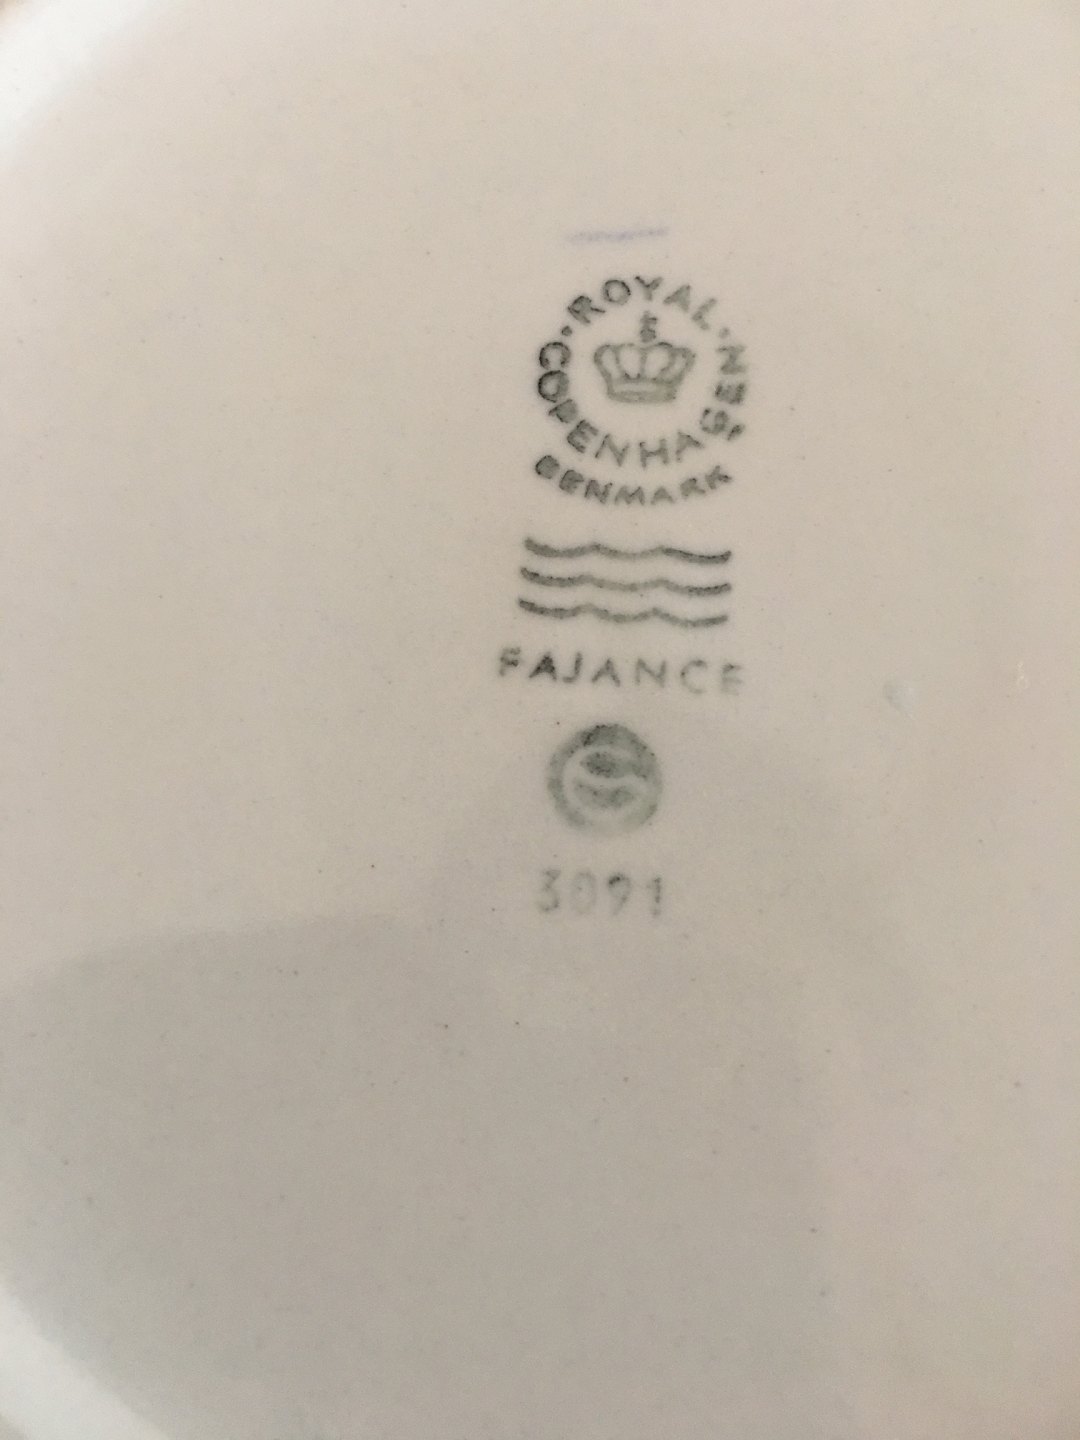 ROYAL
COPENHAGEN
DENMARK
FAJANCE
3091